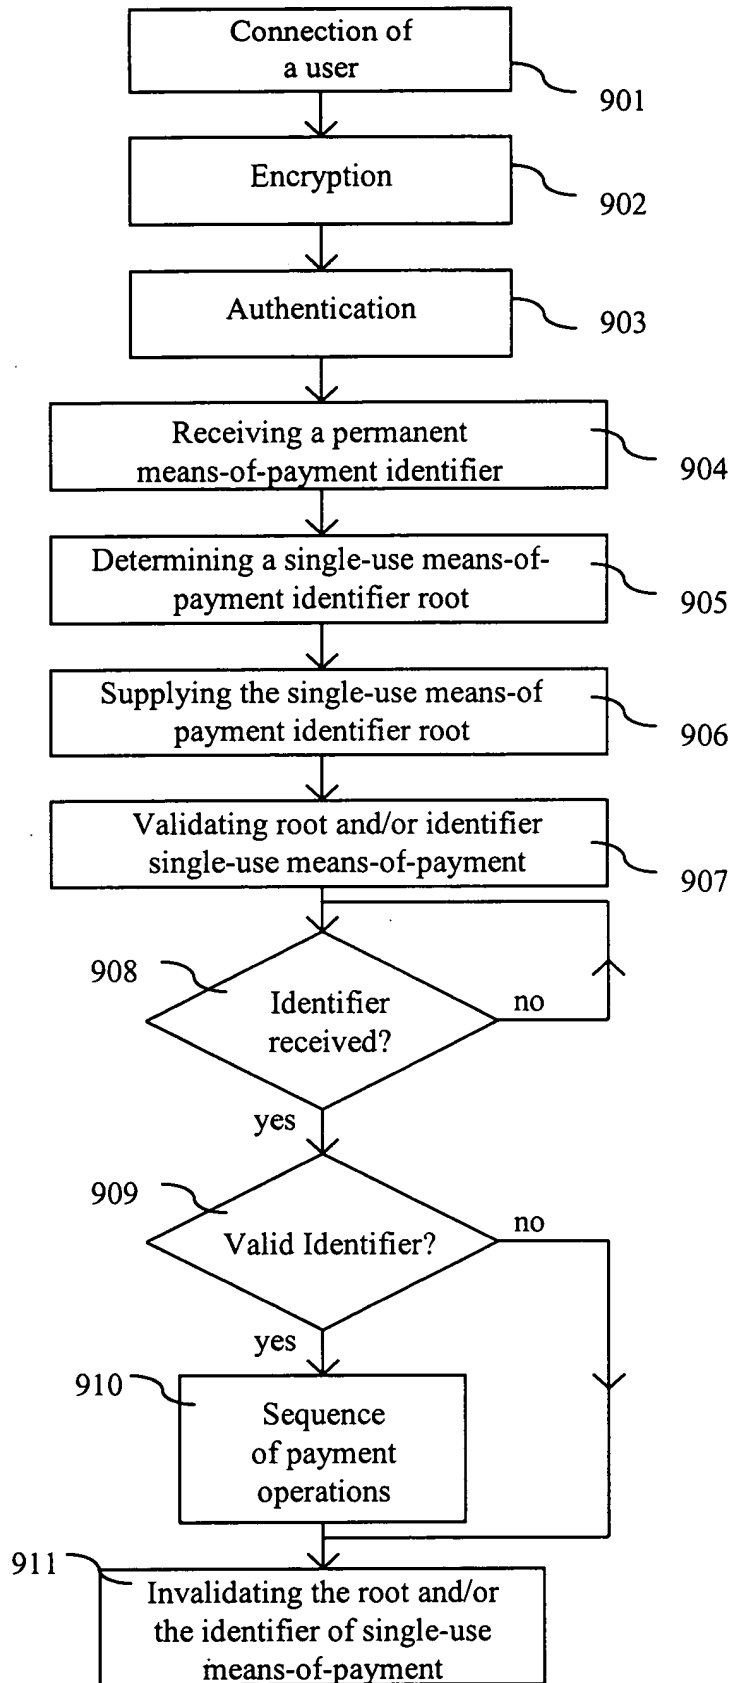 Connection of
a user
901
Encryption
902
Authentication
903
Receiving a permanent
means-of-payment identifier
904
Determining a single-use means-of-
payment identifier root
905
Supplying the single-use means-of
payment identifier root
906
Validating root and/or identifier
single-use means-of-payment
907
908
Identifier
received?
no
yes
909
Valid Identifier?
no
yes
910
Sequence
of payment
operations
911
Invalidating the root and/or
the identifier of single-use
means-of-payment